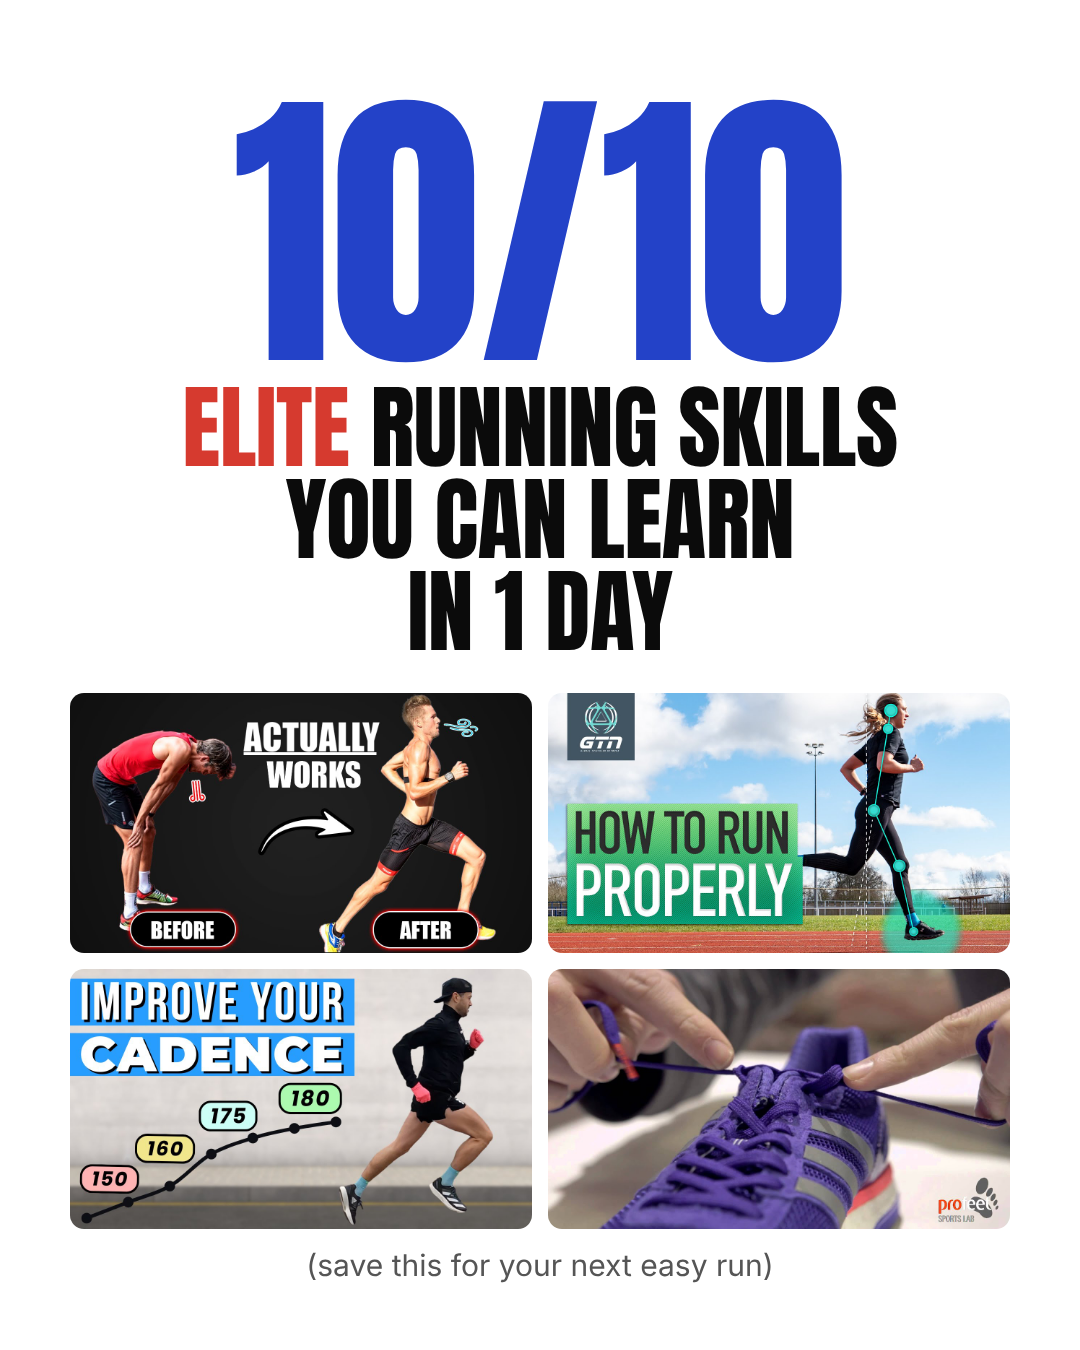 10/10
ELITE RUNNING SKILLS
YOU CAN LEARN
IN 1 DAY
ACTUALLY
WORKS
BEFORE
AFTER
GTN
HOW TO RUN
PROPERLY
IMPROVE YOUR
CADENCE
150
160
175
180
profeet
SPORTS LAB
(save this for your next easy run)